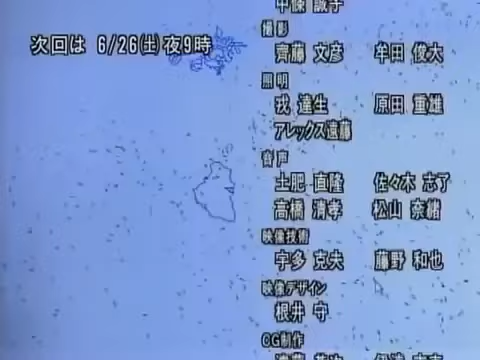 次回は 6/26(土)夜9時
撮影
齊藤 文彦 牟田 俊大
照明
戎 達生 原田 重雄
アレックス遠藤
音声
土肥 直隆 佐々木 志了
高橋 清孝 松山 奈緒
映像技術
宇多 克夫 藤野 和也
映像デザイン
根井 守
CG制作